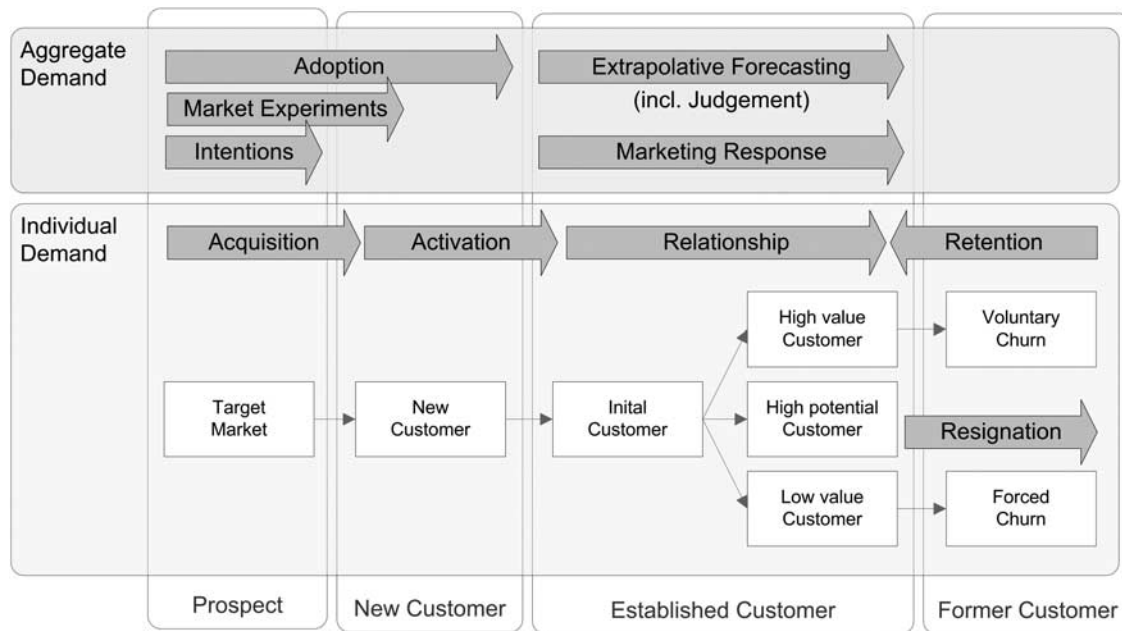 Aggregate
Demand
Adoption
Market Experiments
Intentions
Extrapolative Forecasting
(incl. Judgement)
Marketing Response
Individual
Demand
Acquisition
Activation
Relationship
Retention
High value
Customer
Voluntary
Churn
Target
Market
New
Customer
Inital
Customer
High potential
Customer
Resignation
Low value
Customer
Forced
Churn
Prospect
New Customer
Established Customer
Former Customer